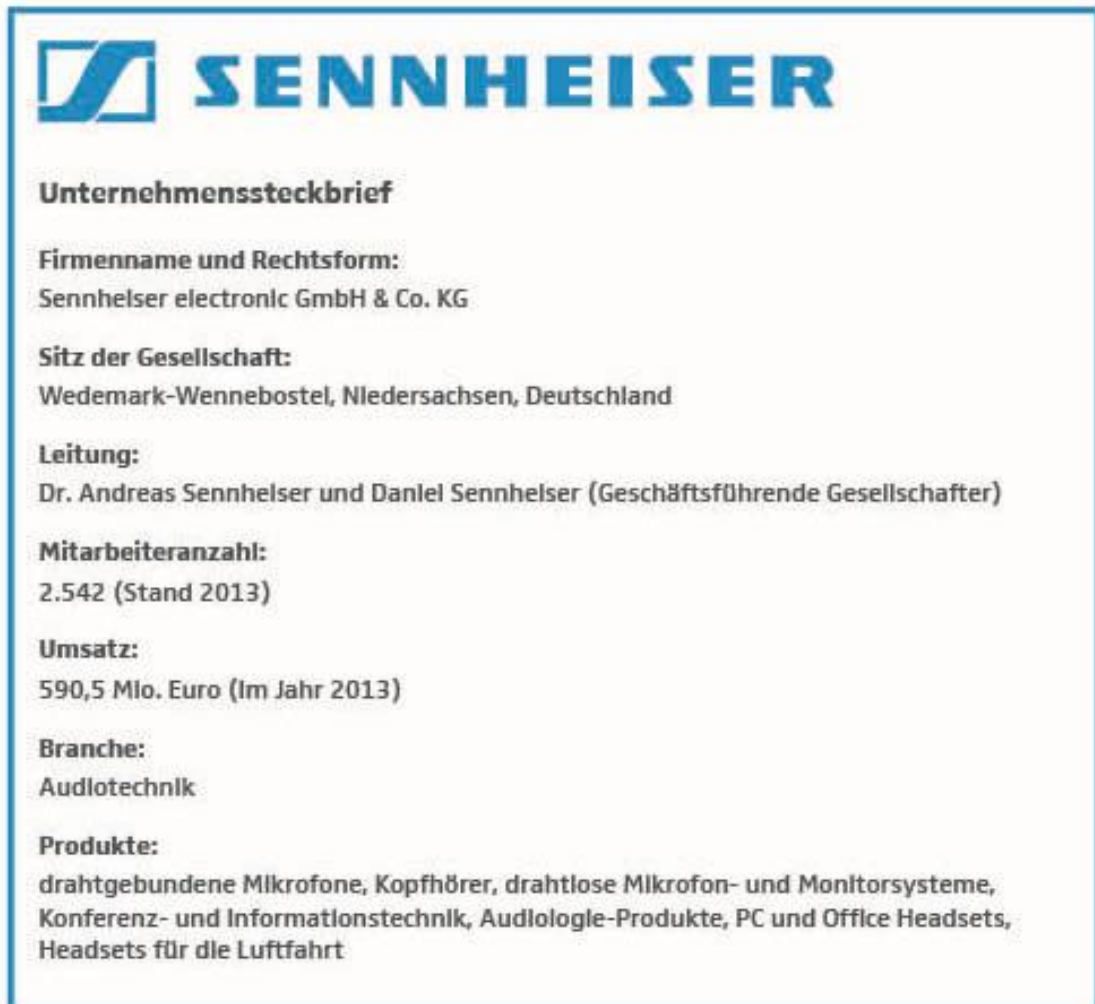 SENNHEISER
Unternehmenssteckbrief
Firmenname und Rechtsform:
Sennheiser electronic GmbH & Co. KG
Sitz der Gesellschaft:
Wedemark-Wennebostel, Niedersachsen, Deutschland
Leitung:
Dr. Andreas Sennheiser und Daniel Sennheiser (Geschäftsführende Gesellschafter)
Mitarbeiteranzahl:
2.542 (Stand 2013)
Umsatz:
590,5 Mio. Euro (im Jahr 2013)
Branche:
Audiotechnik
Produkte:
drahtgebundene Mikrofone, Kopfhörer, drahtlose Mikrofon- und Monitorsysteme,
Konferenz- und Informationstechnik, Audiologie-Produkte, PC und Office Headsets,
Headsets für die Luftfahrt